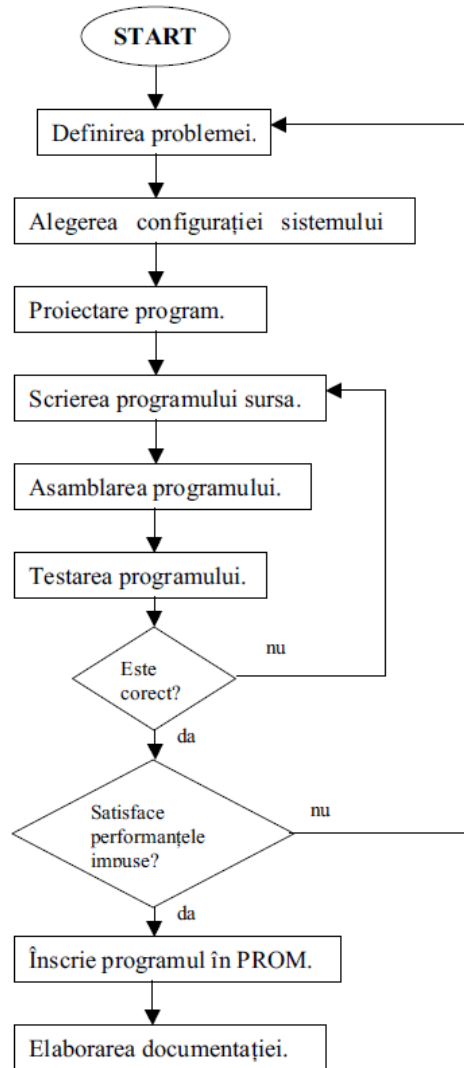 START
Definirea problemei.
Alegerea configurației sistemului
Proiectare program.
Scrierea programului sursa.
Asamblarea programului.
Testarea programului.
Este
corect?
nu
da
Satisface
performanțele
impuse?
nu
da
Înscrie programul în PROM.
Elaborarea documentației.